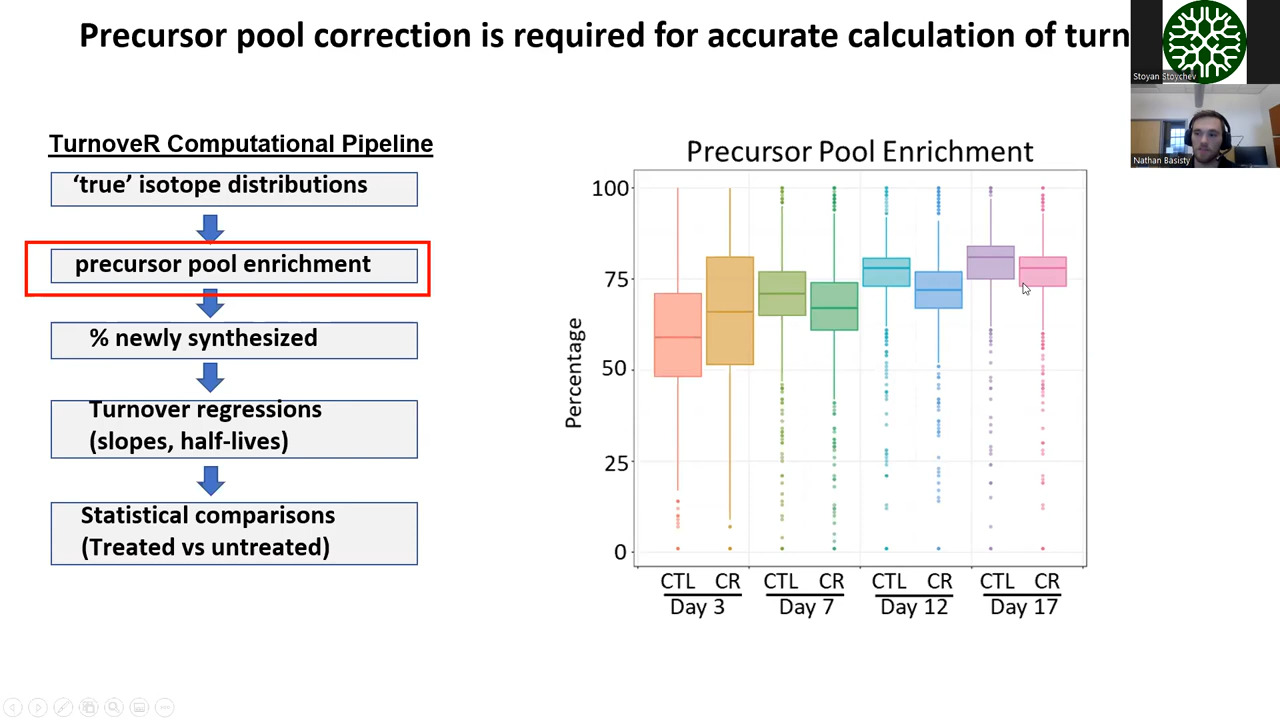 Precursor pool correction is required for accurate calculation of turn
Stoyan Stoychev
Nathan Basisty
TurnoveR Computational Pipeline
‘true’ isotope distributions
precursor pool enrichment
% newly synthesized
Turnover regressions
(slopes, half-lives)
Statistical comparisons
(Treated vs untreated)
Precursor Pool Enrichment
Percentage
100
75
50
25
0
CTL CR CTL CR CTL CR CTL CR
Day 3 Day 7 Day 12 Day 17